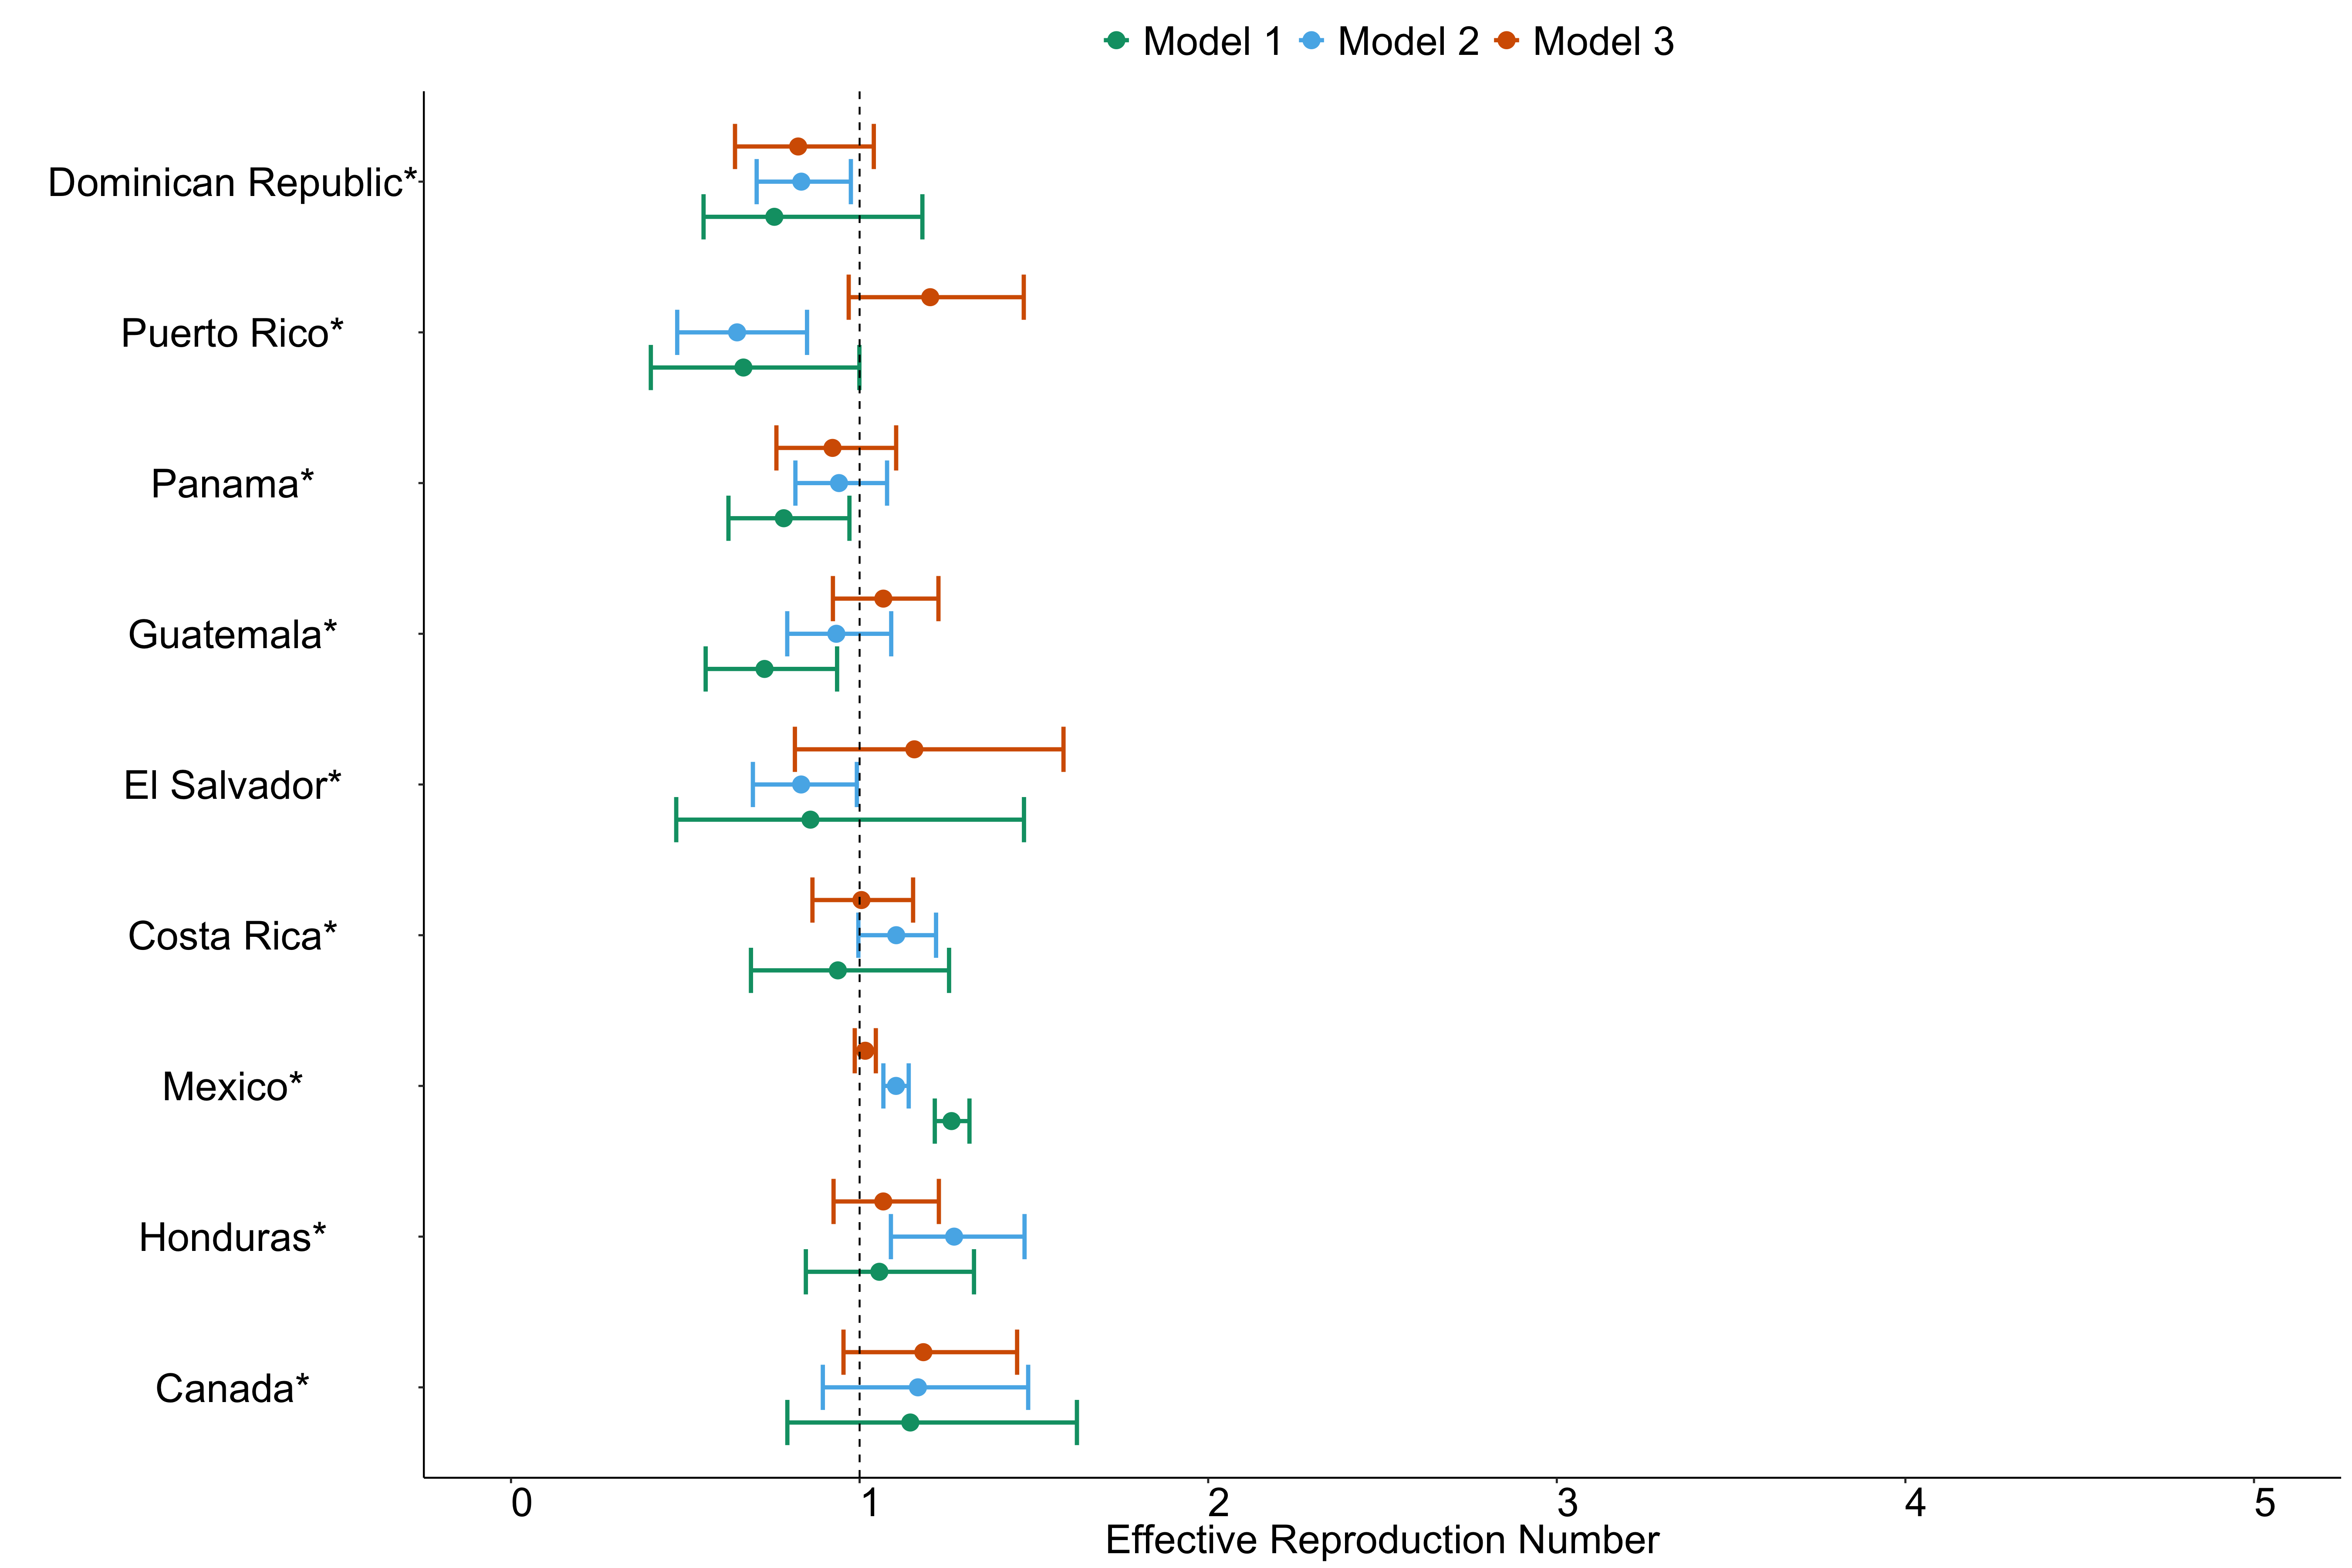 Model 1 Model 2 Model 3
Dominican Republic*
Puerto Rico*
Panama*
Guatemala*
El Salvador*
Costa Rica*
Mexico*
Honduras*
Canada*
0 1 2 3 4 5
Effective Reproduction Number